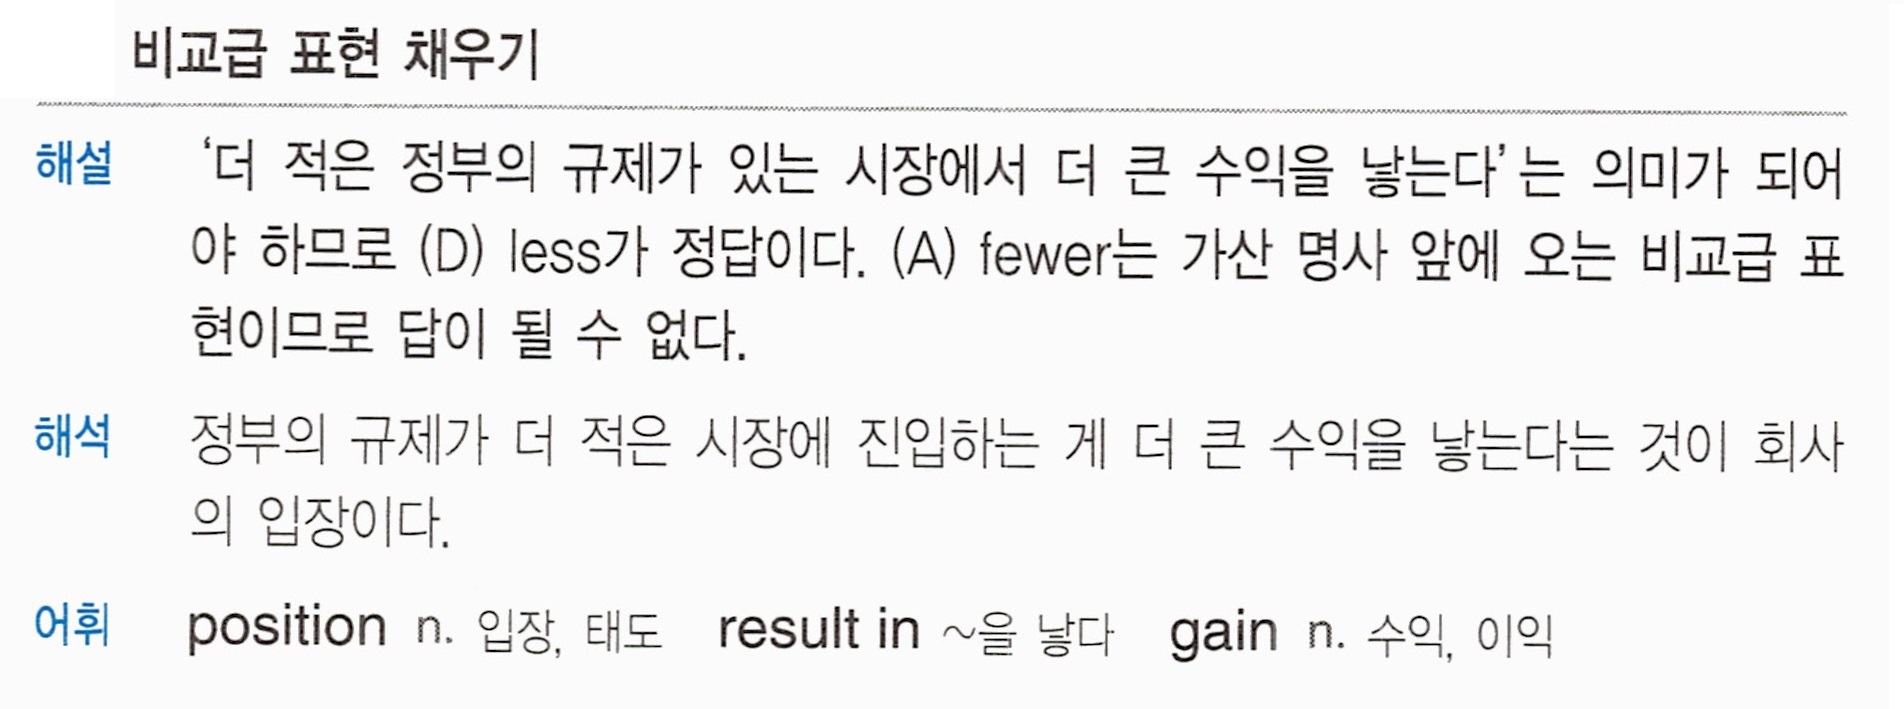 비교급 표현 채우기
해설 '더 적은 정부의 규제가 있는 시장에서 더 큰 수익을 낳는다'는 의미가 되어
야 하므로 (D) less가 정답이다. (A) fewer는 가산 명사 앞에 오는 비교급 표
현이므로 답이 될 수 없다.
해석 정부의 규제가 더 적은 시장에 진입하는 게 더 큰 수익을 낳는다는 것이 회사
의 입장이다.
어휘 position n. 입장, 태도 result in ~을 낳다 gain n. 수익, 이익